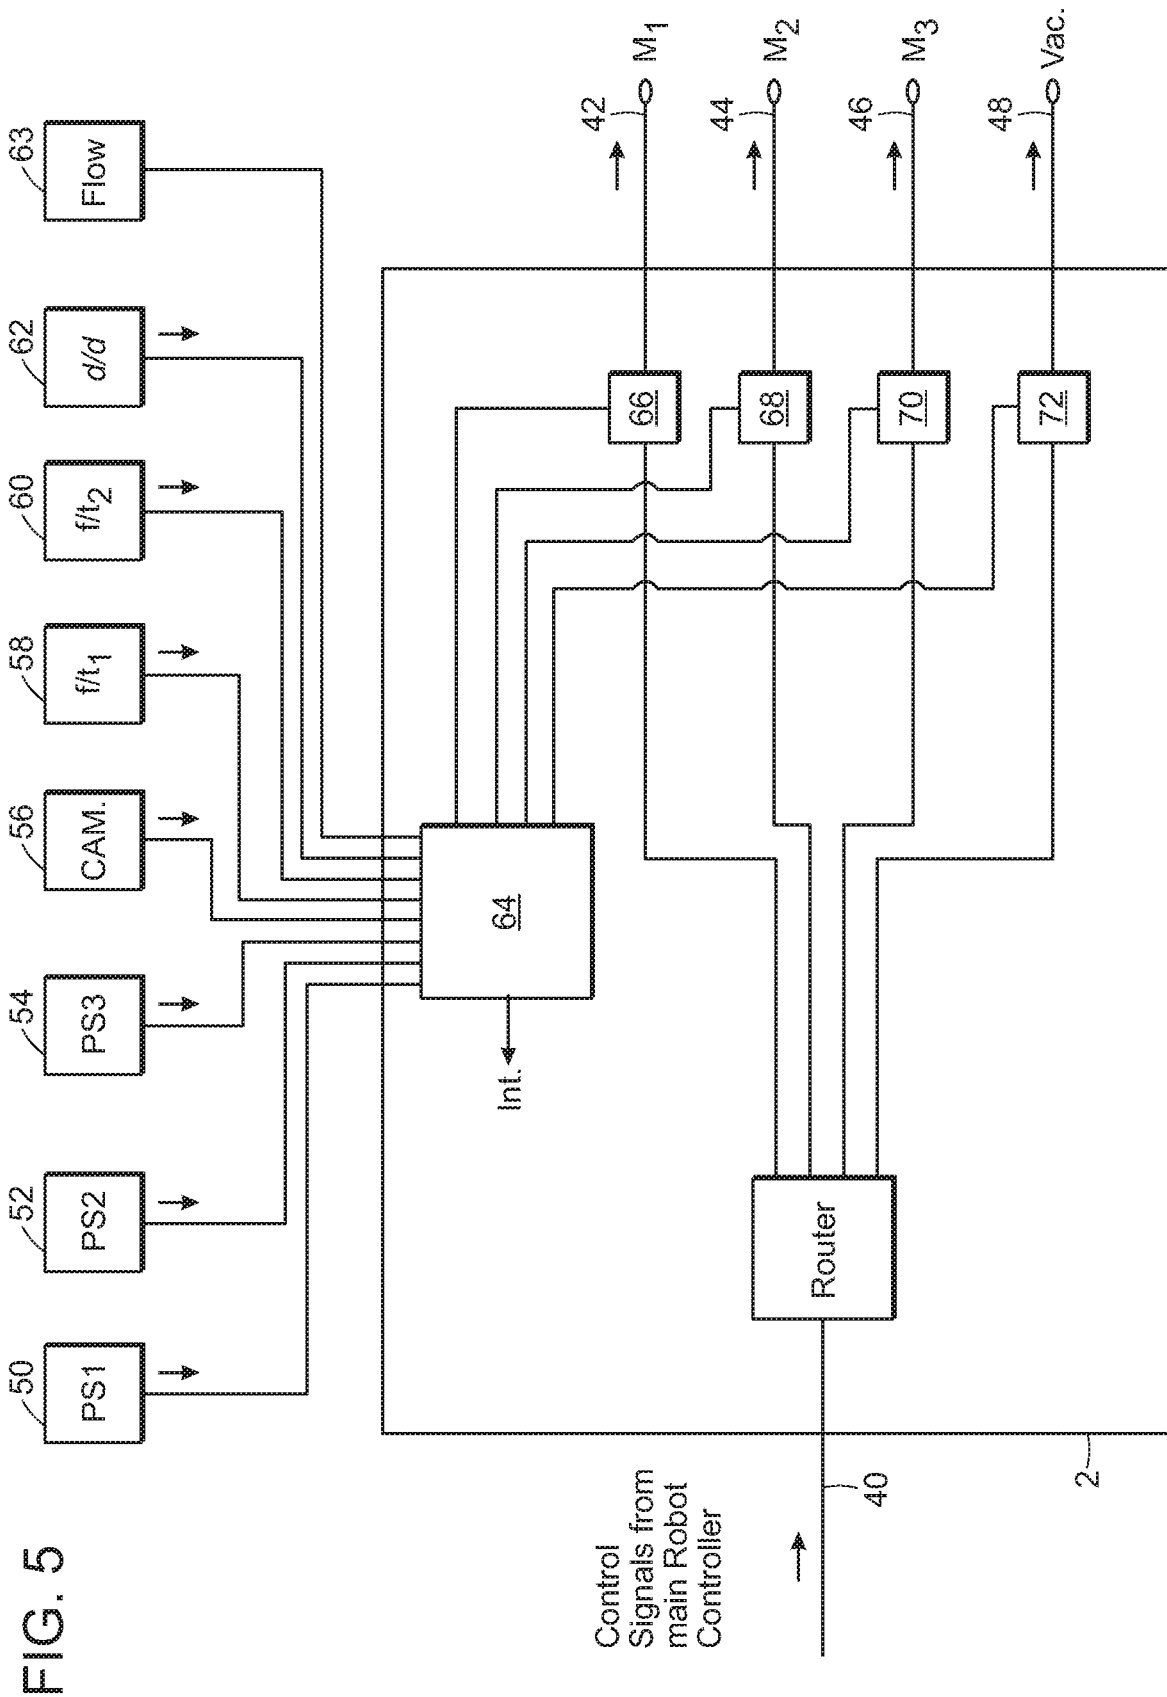 FIG. 5
50
52
54
56
58
60
62
63
PS1
PS2
PS3
CAM.
f/t1
f/t2
d/d
Flow
64
Int.
66
68
70
72
42
M1
44
M2
46
M3
48
Vac.
Control
Signals from
main Robot
Controller
40
Router
2